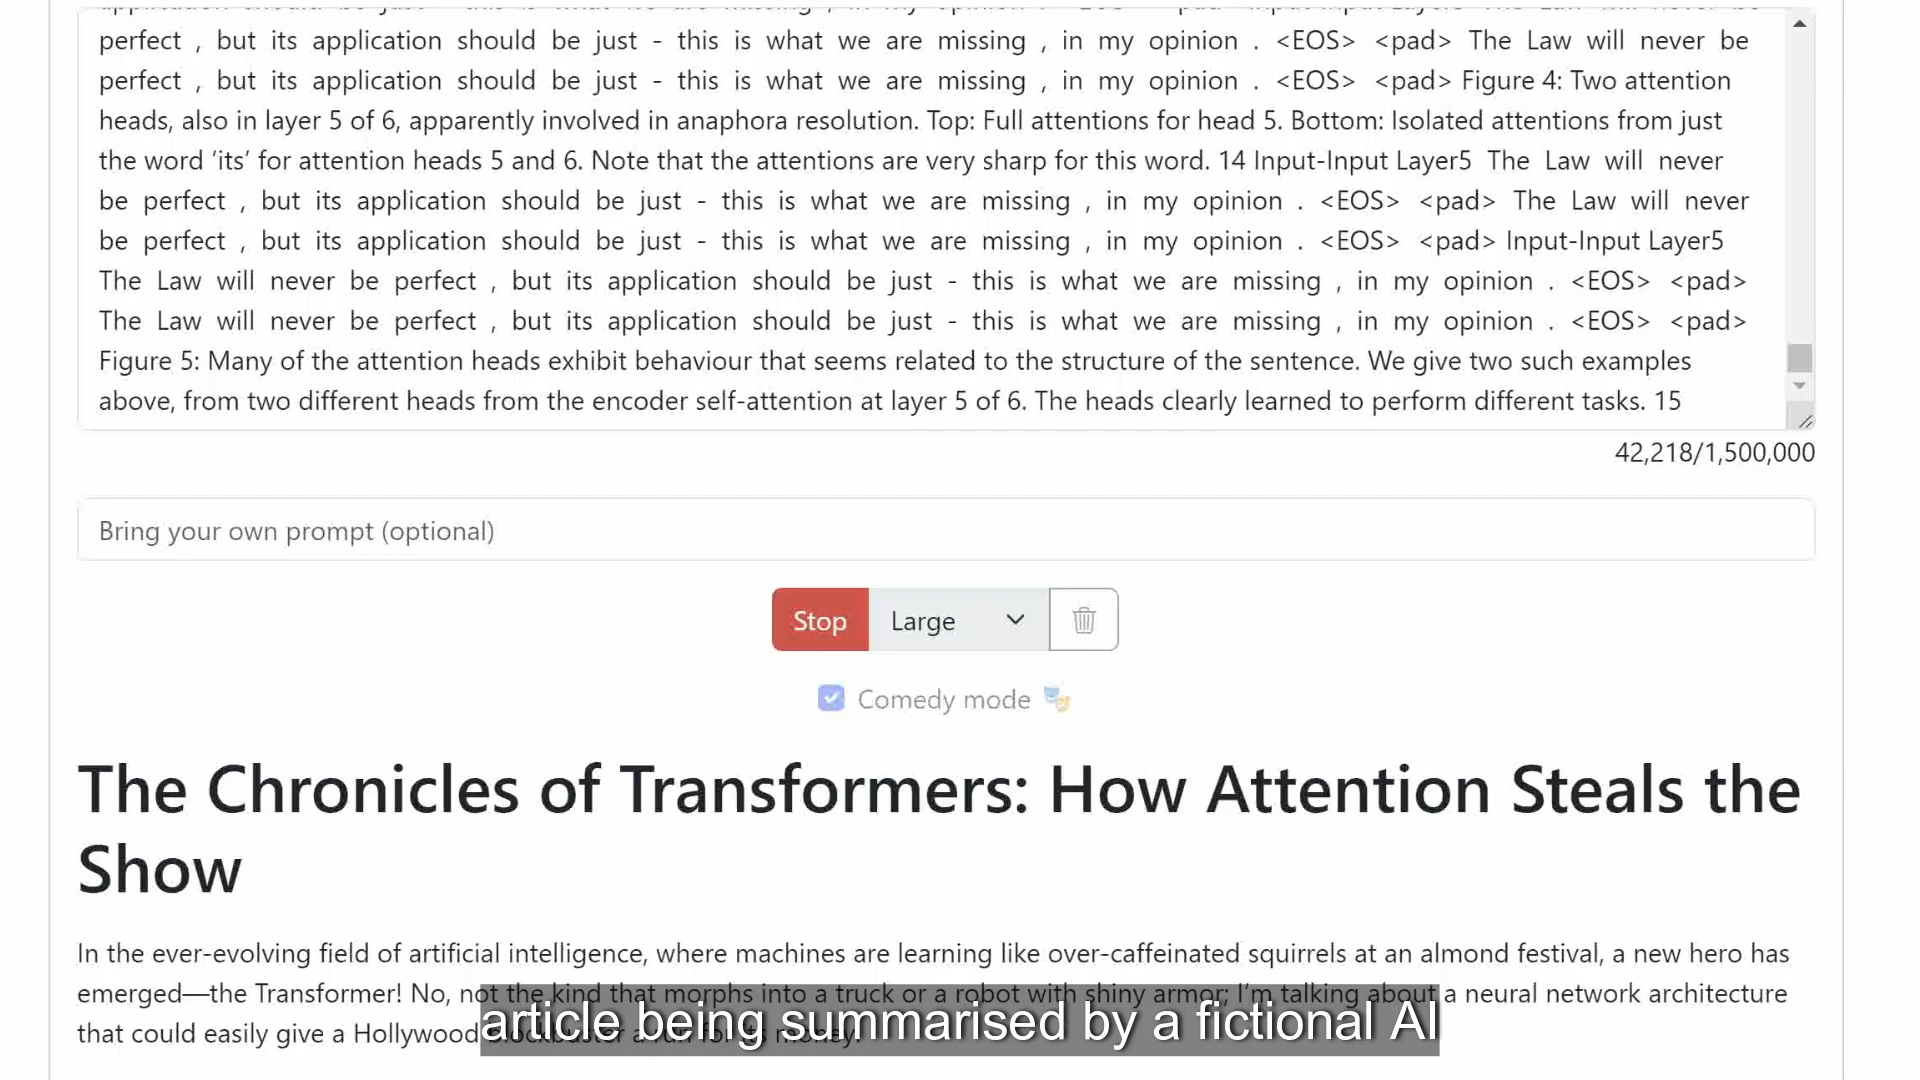 perfect , but its application should be just - this is what we are missing , in my opinion . <EOS> <pad> The Law will never be
perfect , but its application should be just - this is what we are missing , in my opinion . <EOS> <pad> Figure 4: Two attention
heads, also in layer 5 of 6, apparently involved in anaphora resolution. Top: Full attentions for head 5. Bottom: Isolated attentions from just
the word ‘its’ for attention heads 5 and 6. Note that the attentions are very sharp for this word. 14 Input-Input Layer5 The Law will never
be perfect , but its application should be just - this is what we are missing , in my opinion . <EOS> <pad> The Law will never
be perfect , but its application should be just - this is what we are missing , in my opinion . <EOS> <pad> Input-Input Layer5
The Law will never be perfect , but its application should be just - this is what we are missing , in my opinion . <EOS> <pad>
The Law will never be perfect , but its application should be just - this is what we are missing , in my opinion . <EOS> <pad>
Figure 5: Many of the attention heads exhibit behaviour that seems related to the structure of the sentence. We give two such examples
above, from two different heads from the encoder self-attention at layer 5 of 6. The heads clearly learned to perform different tasks. 15
42,218/1,500,000
Bring your own prompt (optional)
Stop
Large
Comedy mode
The Chronicles of Transformers: How Attention Steals the
Show
In the ever-evolving field of artificial intelligence, where machines are learning like over-caffeinated squirrels at an almond festival, a new hero has
emerged—the Transformer! No, not the kind that morphs into a truck or a robot with shiny armor; I'm talking about a neural network architecture
that could easily give a Hollywood blockbuster a run for its money.
article being summarised by a fictional AI